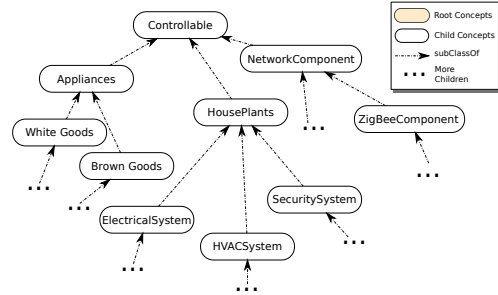 Controllable
Root Concepts
Child Concepts
subClassOf
More
Children
...
Appliances
NetworkComponent
White Goods
HousePlants
ZigBeeComponent
...
Brown Goods
...
...
...
ElectricalSystem
SecuritySystem
HVACSystem
...
...
...